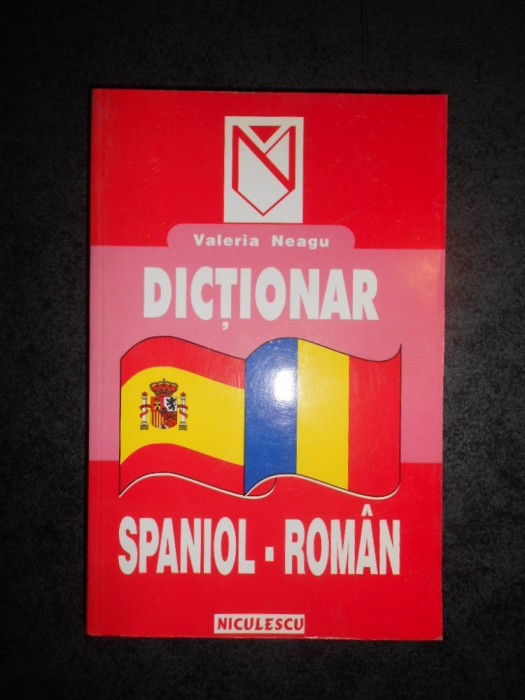 Valeria Neagu
DICȚIONAR
SPANIOL - ROMÂN
NICULESCU